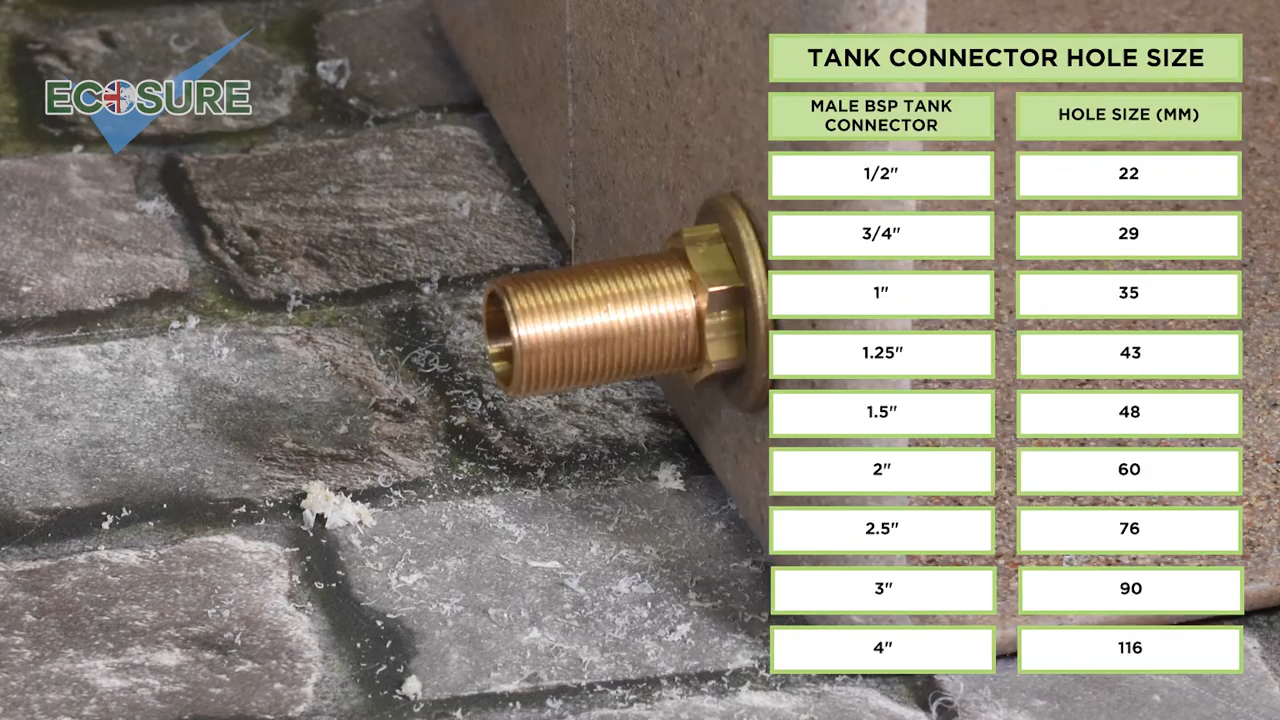 ECOSURE
TANK CONNECTOR HOLE SIZE
MALE BSP TANK
CONNECTOR
HOLE SIZE (MM)
1/2" 22
3/4" 29
1" 35
1.25" 43
1.5" 48
2" 60
2.5" 76
3" 90
4" 116